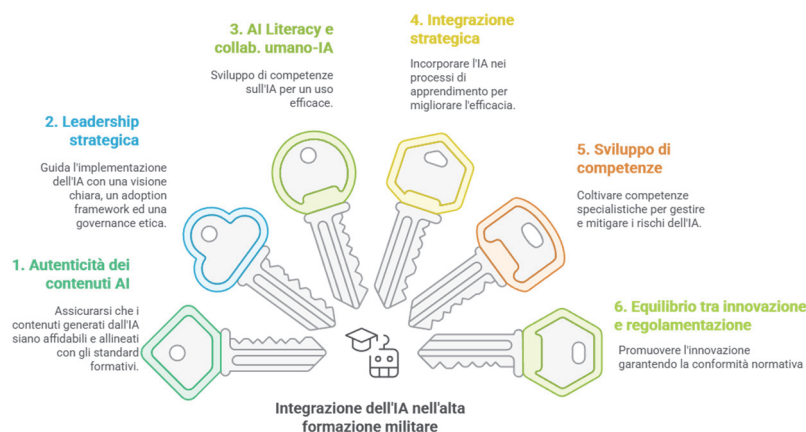 1. Autenticità dei
contenuti AI
Assicurarsi che i
contenuti generati dall'IA
siano affidabili e allineati
con gli standard
formativi.
2. Leadership
strategica
Guida l'implementazione
dell'IA con una visione
chiara, un adoption
framework ed una
governance etica.
3. AI Literacy e
collab. umano-IA
Sviluppo di competenze
sull'IA per un uso
efficace.
4. Integrazione
strategica
Incorporare l'IA nei
processi di
apprendimento per
migliorare l'efficacia.
5. Sviluppo di
competenze
Coltivare competenze
specialistiche per gestire
e mitigare i rischi dell'IA.
6. Equilibrio tra innovazione
e regolamentazione
Promuovere l'innovazione
garantendo la conformità normativa
Integrazione dell'IA nell'alta
formazione militare